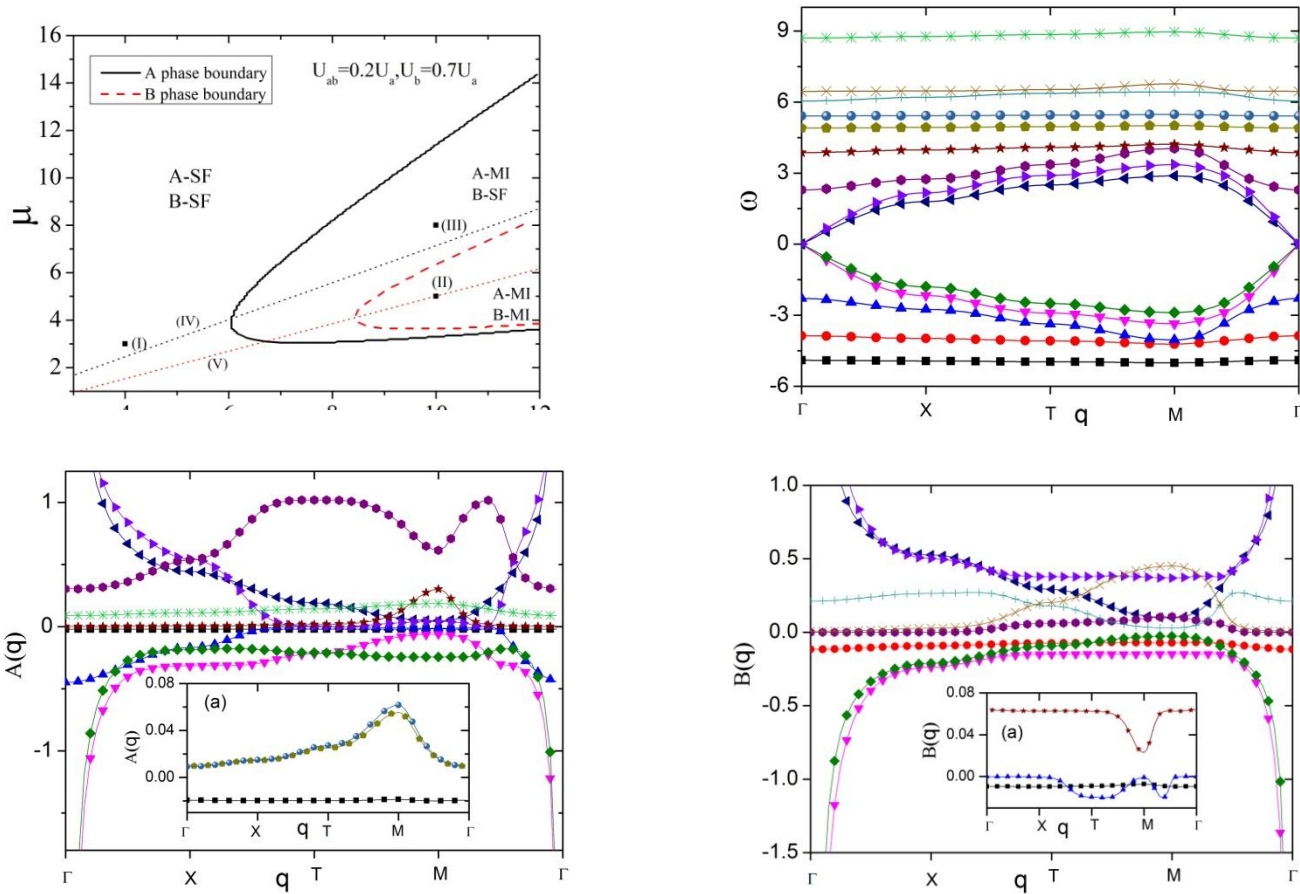 16
14
12
10
8
6
4
2
μ
A phase boundary
B phase boundary
U_ab=0.2U_a,U_b=0.7U_a
A-SF
B-SF
A-MI
B-SF
(III)
(II)
A-MI
B-MI
(IV)
(I)
(V)
4
6
8
10
12
9
6
3
0
-3
-6
ω
Γ
X
T
q
M
Γ
1
0
-1
A(q)
(a)
0.08
0.04
0.00
A(q)
Γ
X
q
T
M
Γ
Γ
X
q
T
M
Γ
1.0
0.5
0.0
-0.5
-1.0
-1.5
B(q)
(a)
0.08
0.04
0.00
B(q)
Γ
X
q
T
M
Γ
Γ
X
q
T
M
Γ